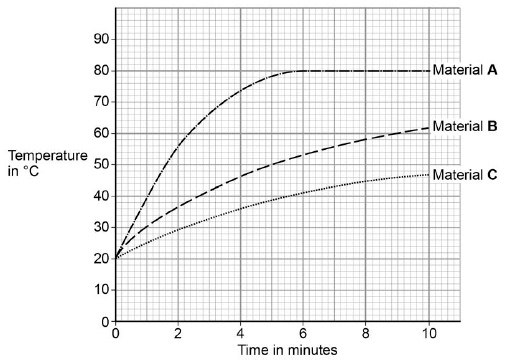 90
80
70
60
50
40
30
20
10
0
Temperature
in °C
Material A
Material B
Material C
0 2 4 6 8 10
Time in minutes